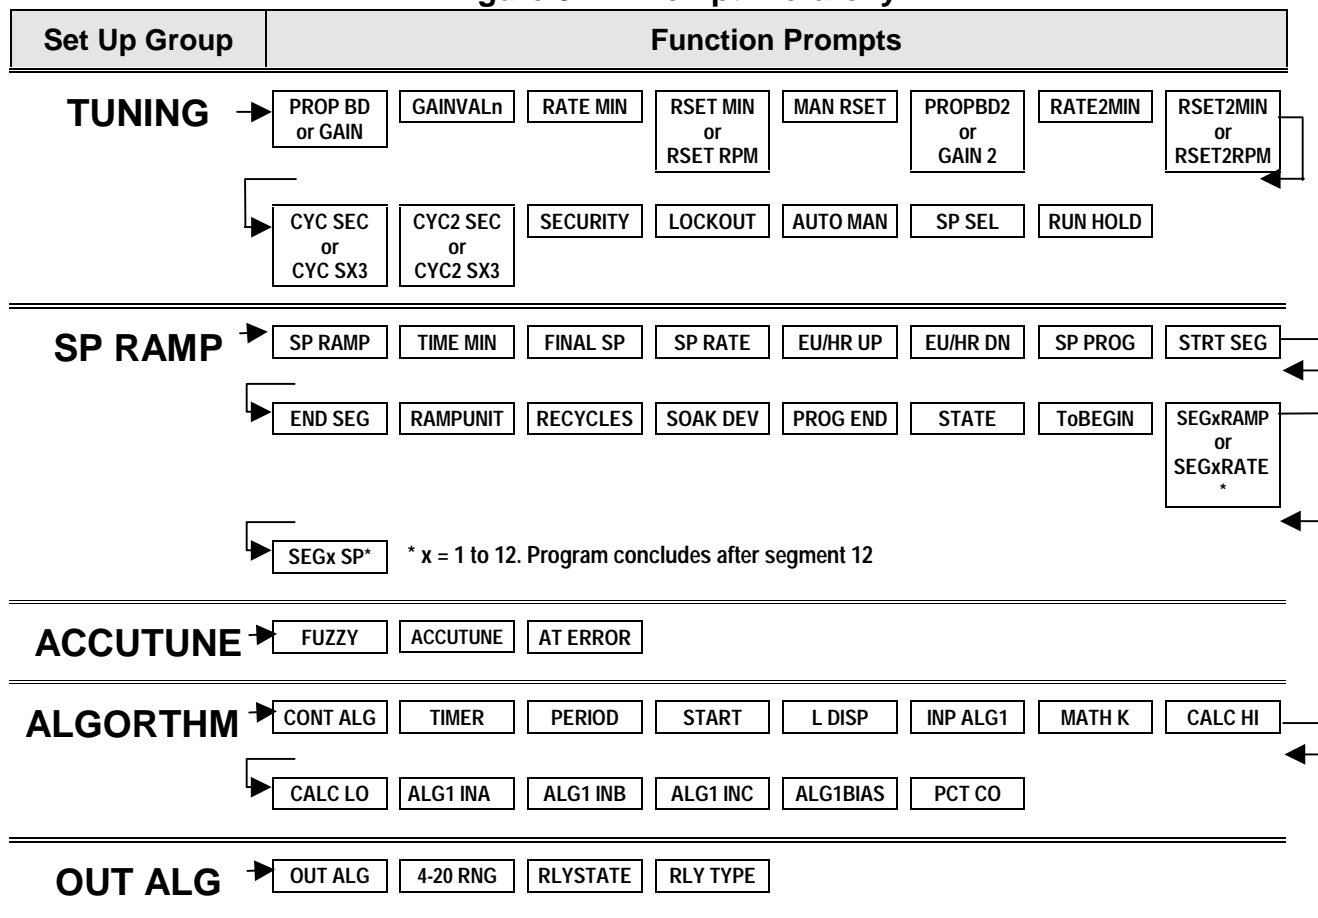 Set Up Group Function Prompts
TUNING PROP BD or GAIN GAINVALn RATE MIN RSET MIN or RSET RPM MAN RSET PROPBD2 or GAIN 2 RATE2MIN RSET2MIN or RSET2RPM
CYC SEC or CYC SX3 CYC2 SEC or CYC2 SX3 SECURITY LOCKOUT AUTO MAN SP SEL RUN HOLD
SP RAMP SP RAMP TIME MIN FINAL SP SP RATE EU/HR UP EU/HR DN SP PROG STRT SEG
END SEG RAMPUNIT RECYCLES SOAK DEV PROG END STATE ToBEGIN SEGxRAMP or SEGxRATE *
SEGx SP* * x = 1 to 12. Program concludes after segment 12
ACCUTUNE FUZZY ACCUTUNE AT ERROR
ALGORTHM CONT ALG TIMER PERIOD START L DISP INP ALG1 MATH K CALC HI
CALC LO ALG1 INA ALG1 INB ALG1 INC ALG1BIAS PCT CO
OUT ALG OUT ALG 4-20 RNG RLYSTATE RLY TYPE